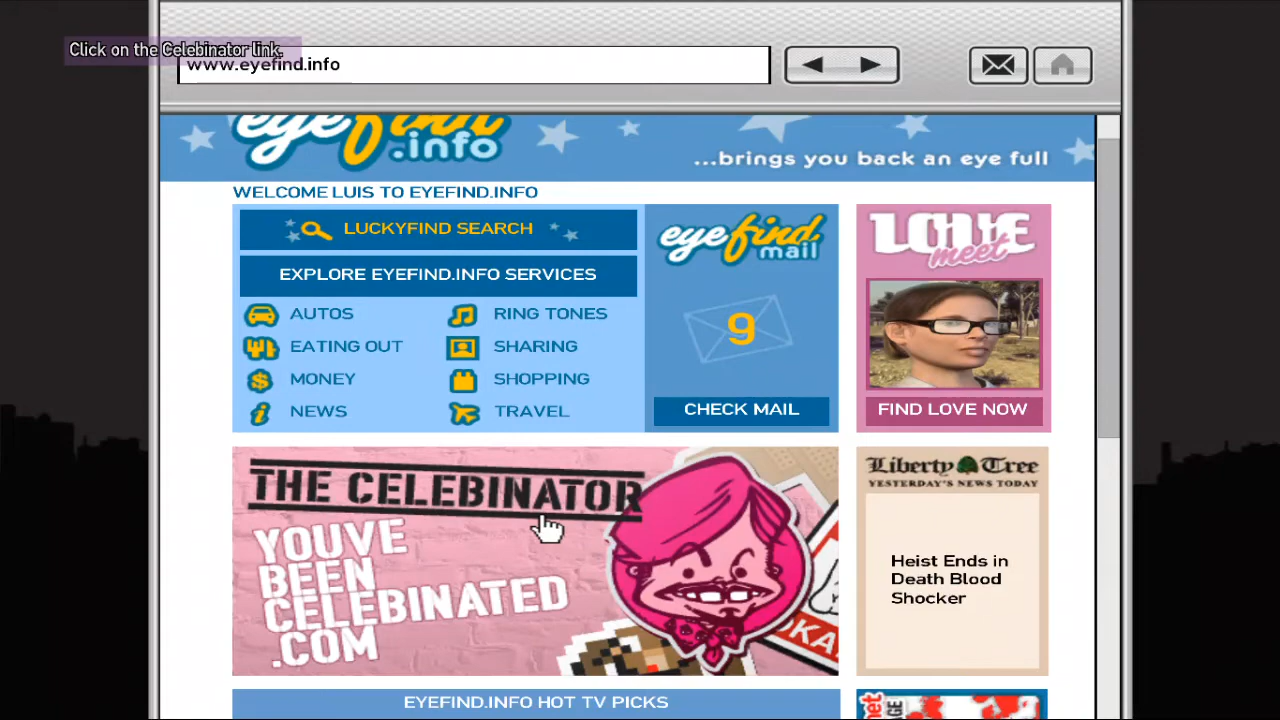 Click on the Celebinator link.
www.eyefind.info
eyefind
.info
...brings you back an eye full
WELCOME LUIS TO EYEFIND.INFO
LUCKYFIND SEARCH
EXPLORE EYEFIND.INFO SERVICES
AUTOS
RING TONES
EATING OUT
SHARING
MONEY
SHOPPING
NEWS
TRAVEL
eyefind
mail
9
CHECK MAIL
LOVE
meet
FIND LOVE NOW
THE CELEBINATOR
YOUVE
BEEN
CELEBINATED
.COM
Liberty Tree
YESTERDAY'S NEWS TODAY
Heist Ends in
Death Blood
Shocker
EYEFIND.INFO HOT TV PICKS